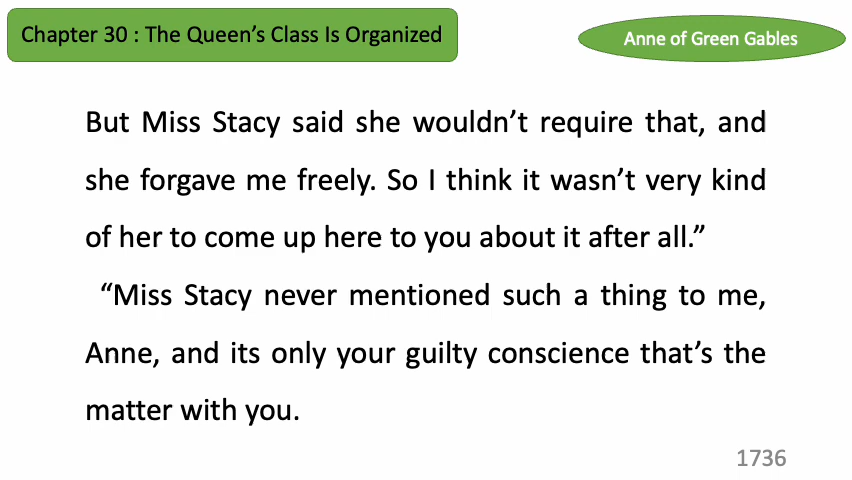 Chapter 30 : The Queen’s Class Is Organized
Anne of Green Gables
But Miss Stacy said she wouldn’t require that, and
she forgave me freely. So I think it wasn’t very kind
of her to come up here to you about it after all.”
“Miss Stacy never mentioned such a thing to me,
Anne, and its only your guilty conscience that’s the
matter with you.
1736